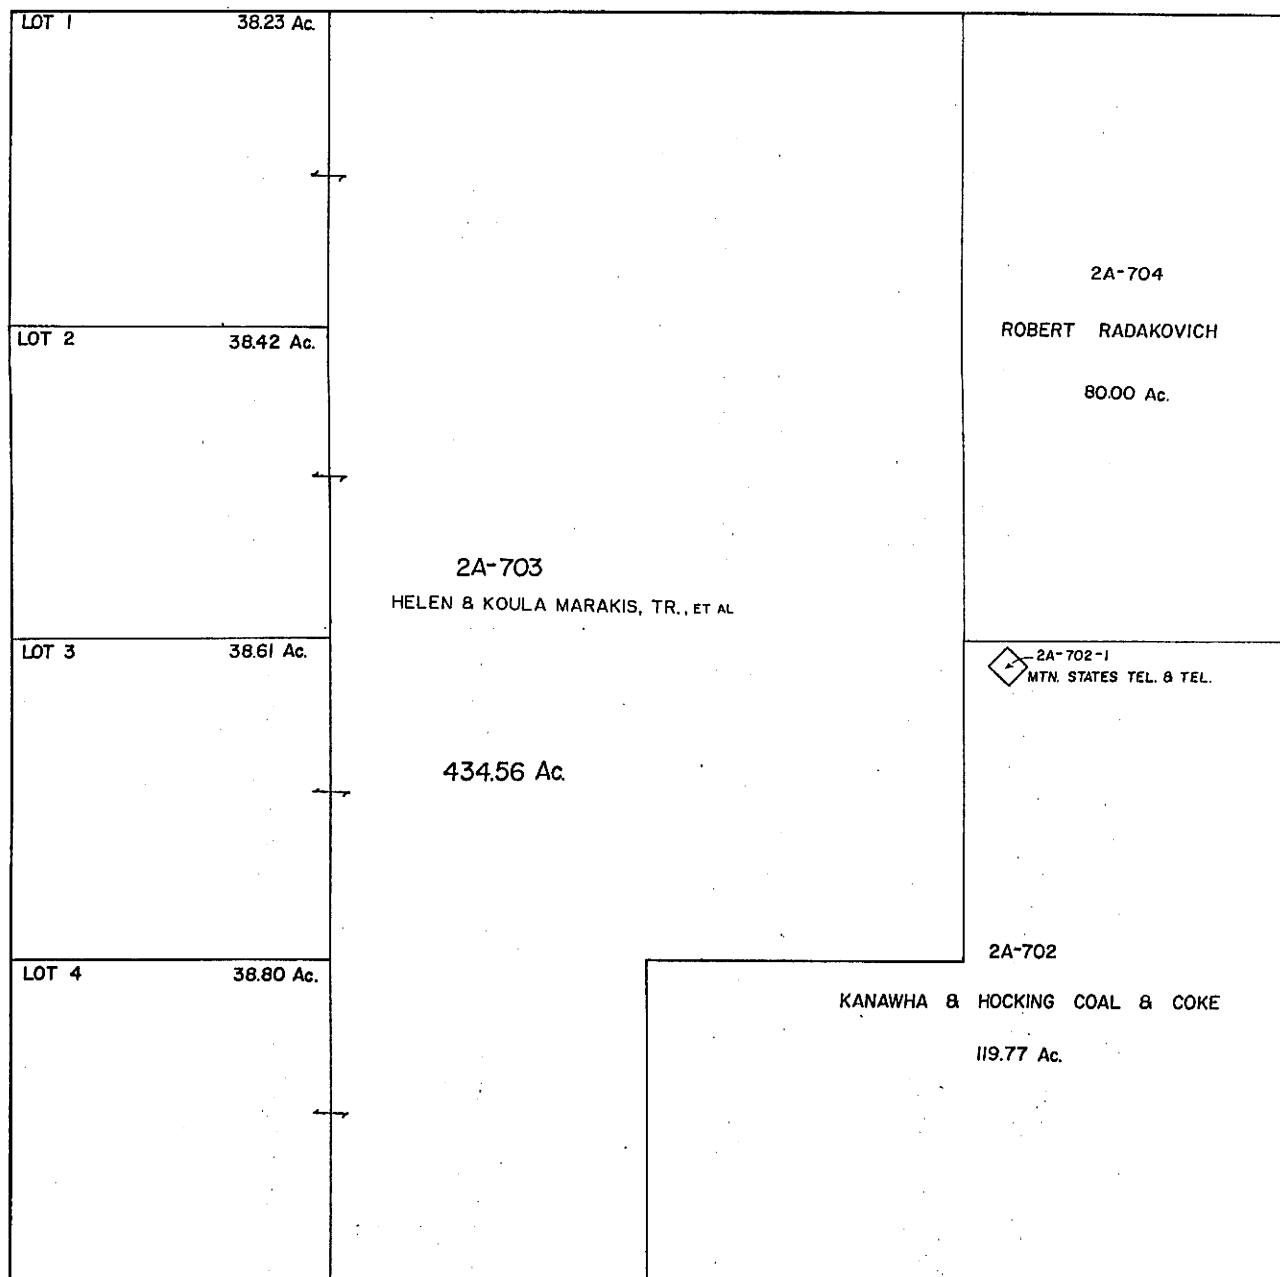 LOT 1 38.23 Ac.
2A-704
ROBERT RADAKOVICH
LOT 2 38.42 Ac.
80.00 Ac.
2A-703
HELEN & KOULA MARAKIS, TR., ET AL
LOT 3 38.61 Ac.
2A-702-1
MTN. STATES TEL. & TEL.
434.56 Ac.
2A-702
LOT 4 38.80 Ac.
KANAWHA & HOCKING COAL & COKE
119.77 Ac.